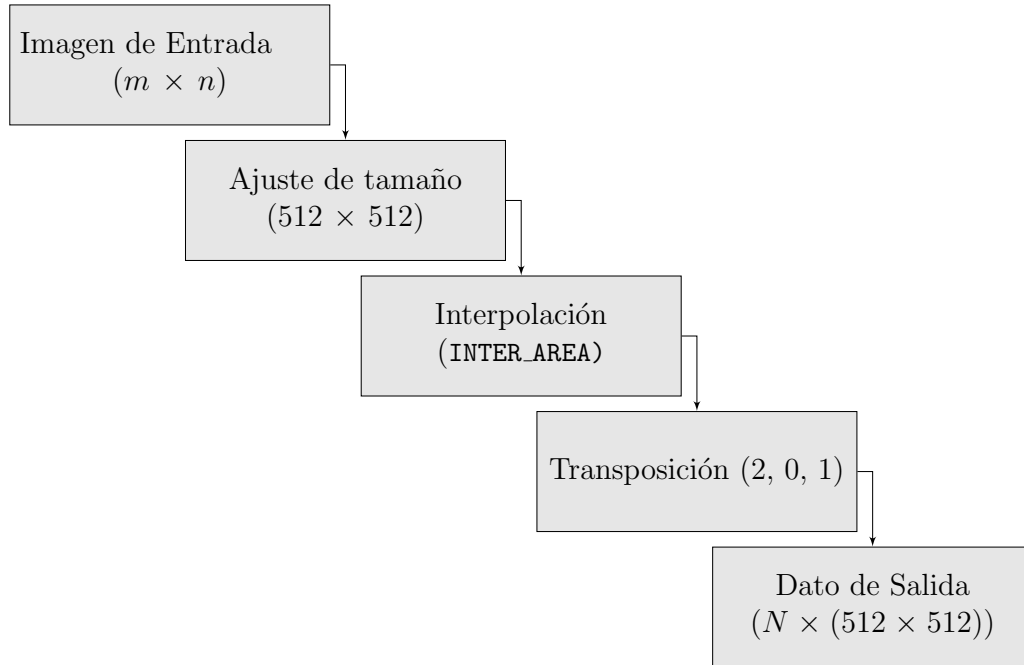 Imagen de Entrada
(m × n)
Ajuste de tamaño
(512 × 512)
Interpolación
(INTER_AREA)
Transposición (2, 0, 1)
Dato de Salida
(N × (512 × 512))